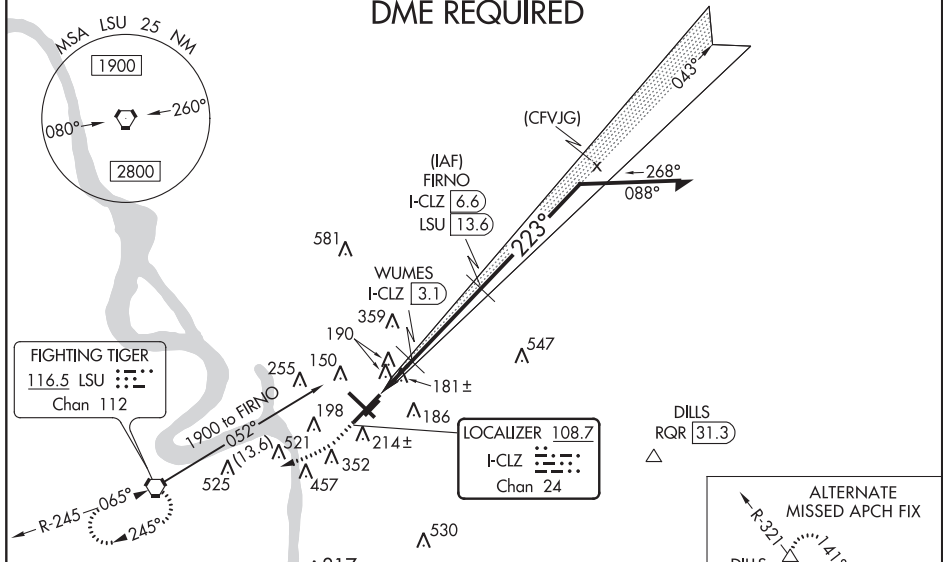 DME REQUIRED
MSA LSU 25 NM
1900
260°
080°
2800
043°
(CFVJG)
(IAF)
FIRNO
I-CLZ 6.6
LSU 13.6
268°
088°
223°
581
WUMES
I-CLZ 3.1
359
190
547
FIGHTING TIGER
116.5 LSU
Chan 112
255
150
181±
1900 to FIRNO
052°
(13.6)
198
186
521
214±
352
525
457
LOCALIZER 108.7
I-CLZ
Chan 24
DILLS
RQR 31.3
R-245
065°
245°
530
ALTERNATE
MISSED APCH FIX
R-321
141°
DILLS